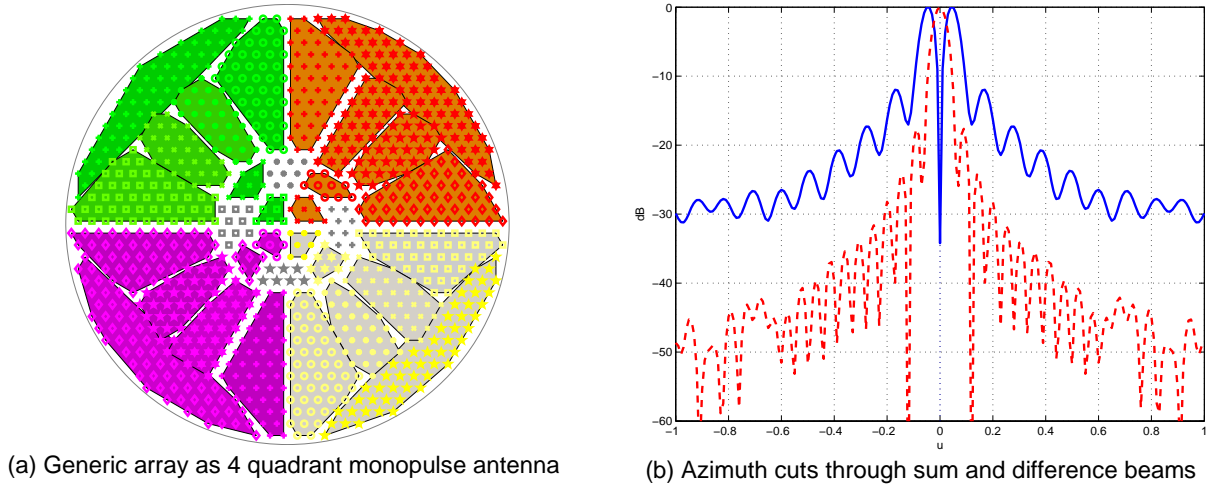 0
−10
−20
−30
−40
−50
−60
dB
−1 −0.8 −0.6 −0.4 −0.2 0 0.2 0.4 0.6 0.8 1
u
(a) Generic array as 4 quadrant monopulse antenna
(b) Azimuth cuts through sum and difference beams